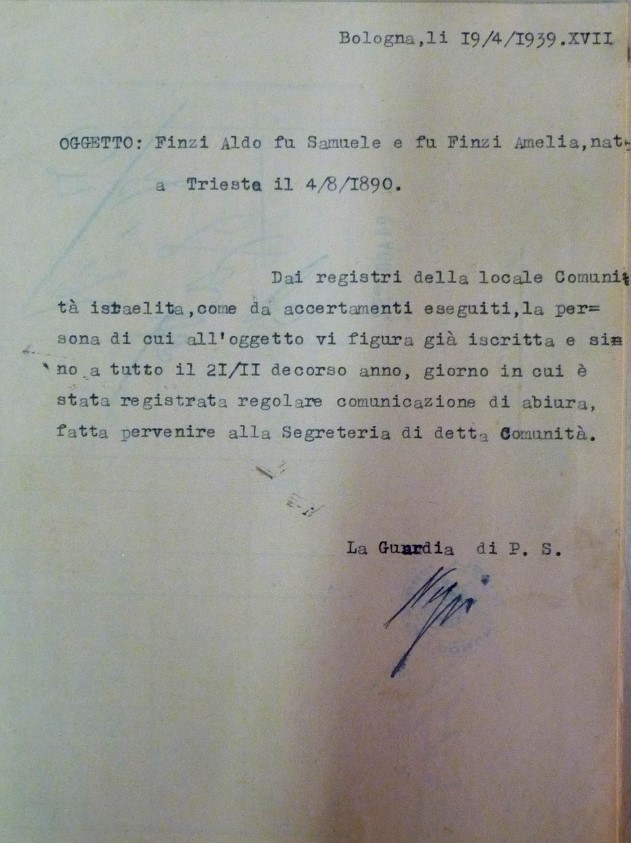 Bologna,li I9/4/I939.XVII
OGGETTO: Finzi Aldo fu Samuele e fu Finzi Amelia,nato
a Trieste il 4/8/I890.
Dai registri della locale Comuni=
tà israelita,come da accertamenti eseguiti,la per=
sona di cui all'oggetto vi figura già iscritta e sin=
no a tutto il 2I/II decorso anno, giorno in cui è
stata registrata regolare comunicazione di abiura,
fatta pervenire alla Segreteria di detta Comunità.
La Guardia di P. S.